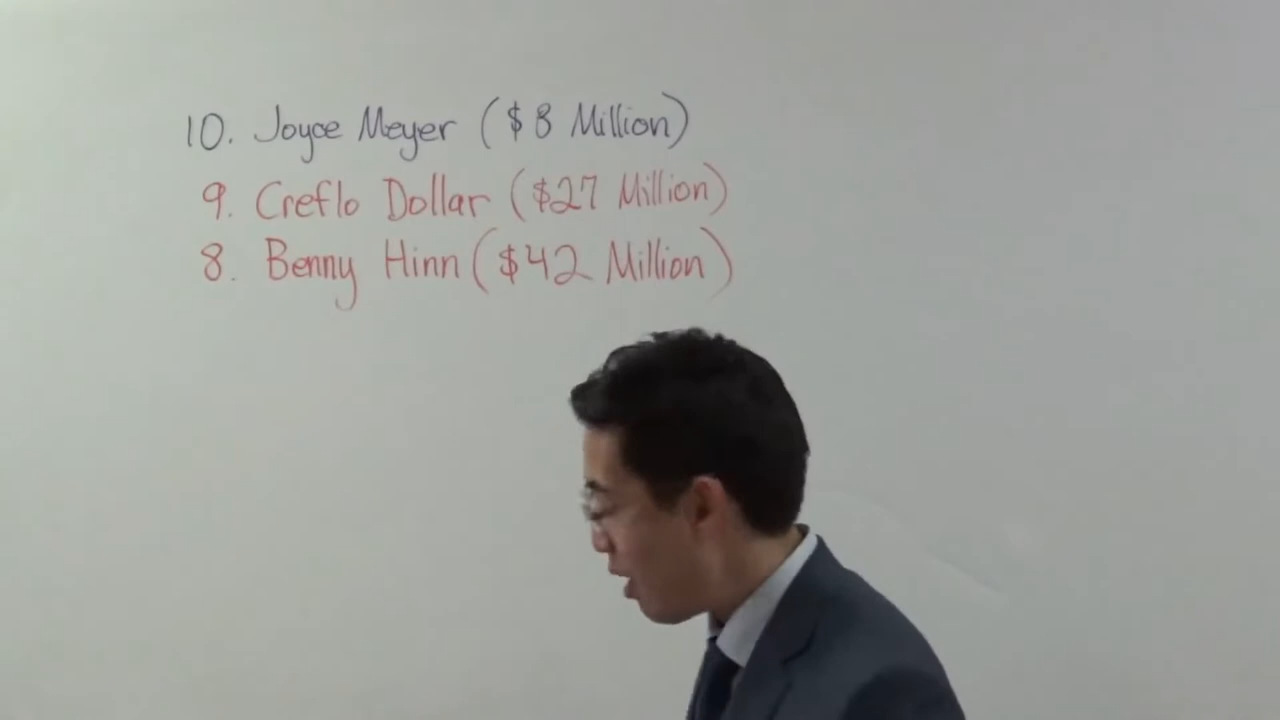 10. Joyce Meyer ($8 Million)
9. Creflo Dollar ($27 Million)
8. Benny Hinn ($42 Million)